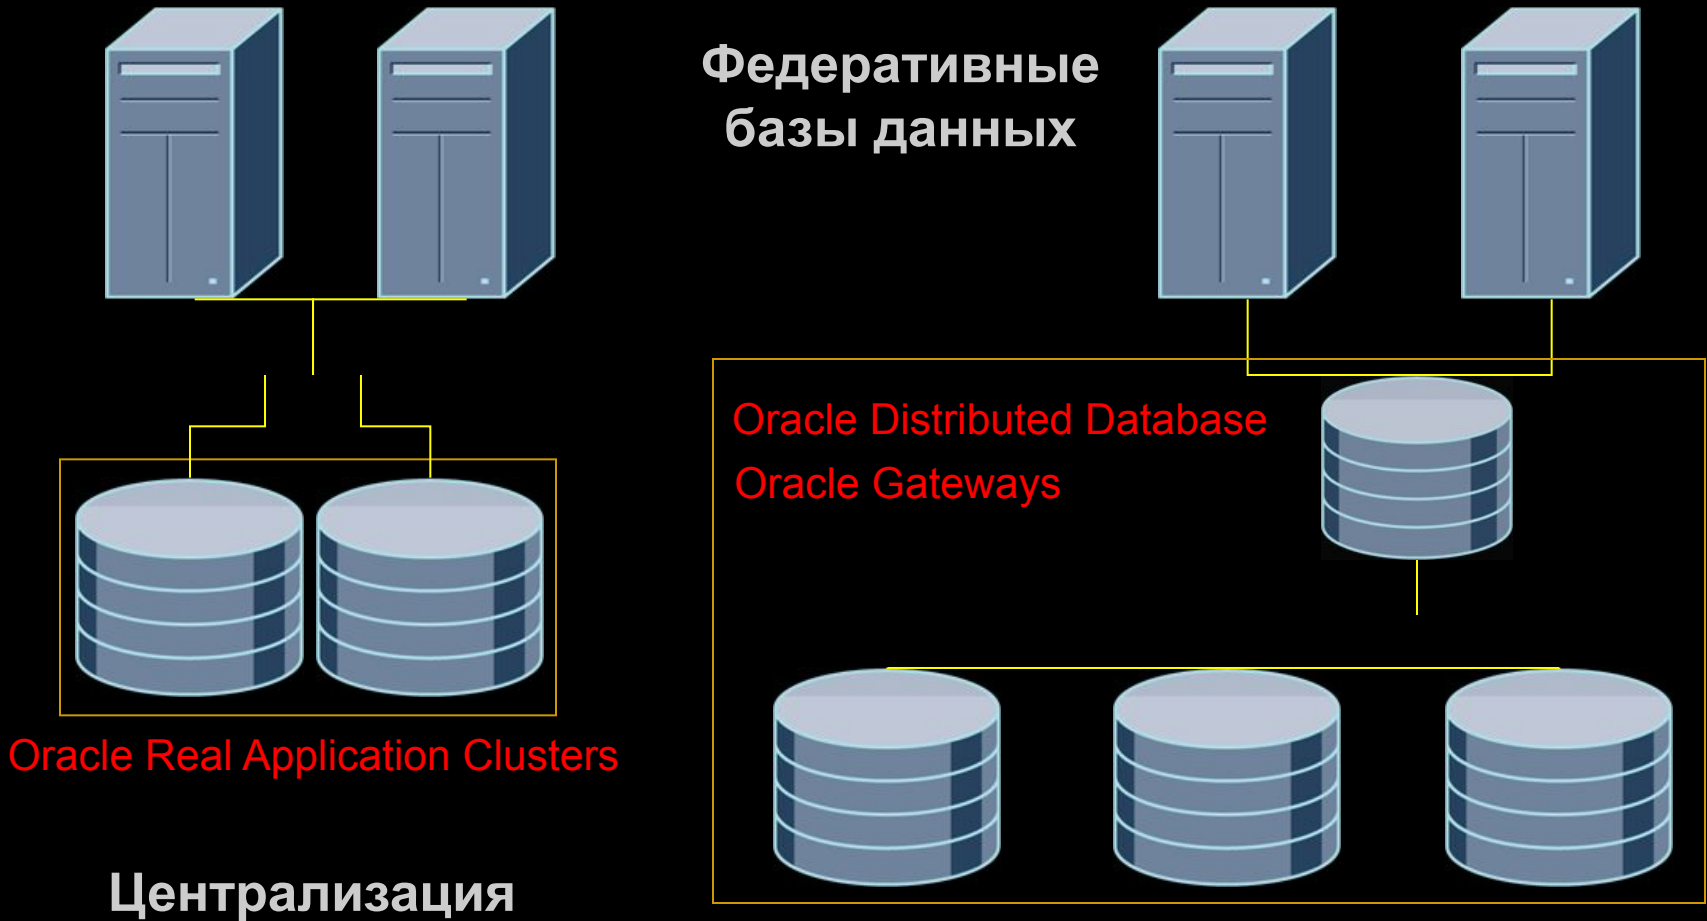 Федеративные
базы данных
Oracle Distributed Database
Oracle Gateways
Oracle Real Application Clusters
Централизация